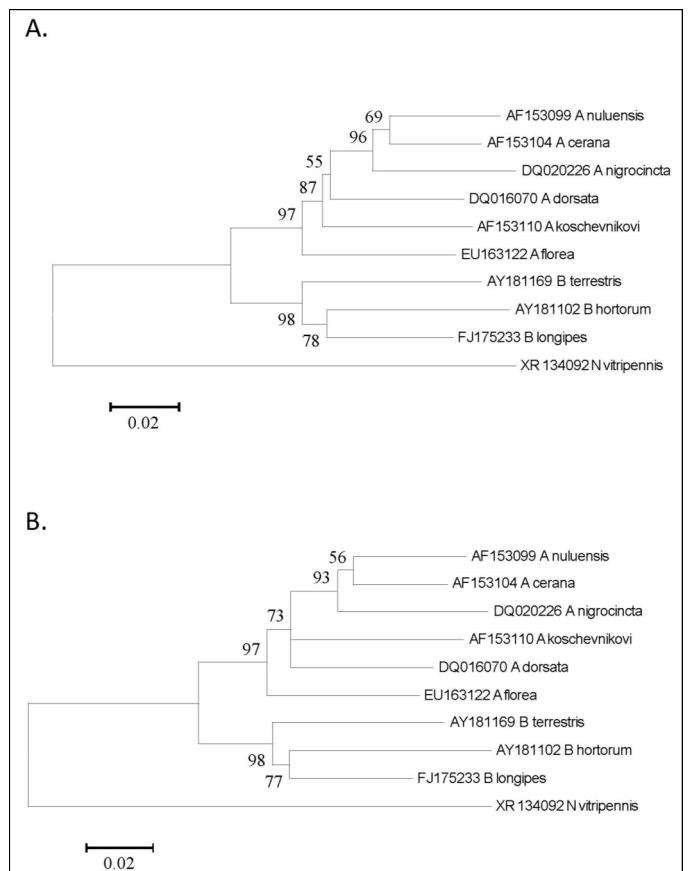 A.
69
AF153099 A nuluensis
96
AF153104 A cerana
55
DQ020226 A nigrocincta
87
DQ016070 A dorsata
97
AF153110 A koschevnikovi
EU163122 A florea
AY181169 B terrestris
98
AY181102 B hortorum
78
FJ175233 B longipes
XR 134092 N vitripennis
0.02
B.
56
AF153099 A nuluensis
93
AF153104 A cerana
DQ020226 A nigrocincta
73
AF153110 A koschevnikovi
97
DQ016070 A dorsata
EU163122 A florea
AY181169 B terrestris
98
AY181102 B hortorum
77
FJ175233 B longipes
XR 134092 N vitripennis
0.02